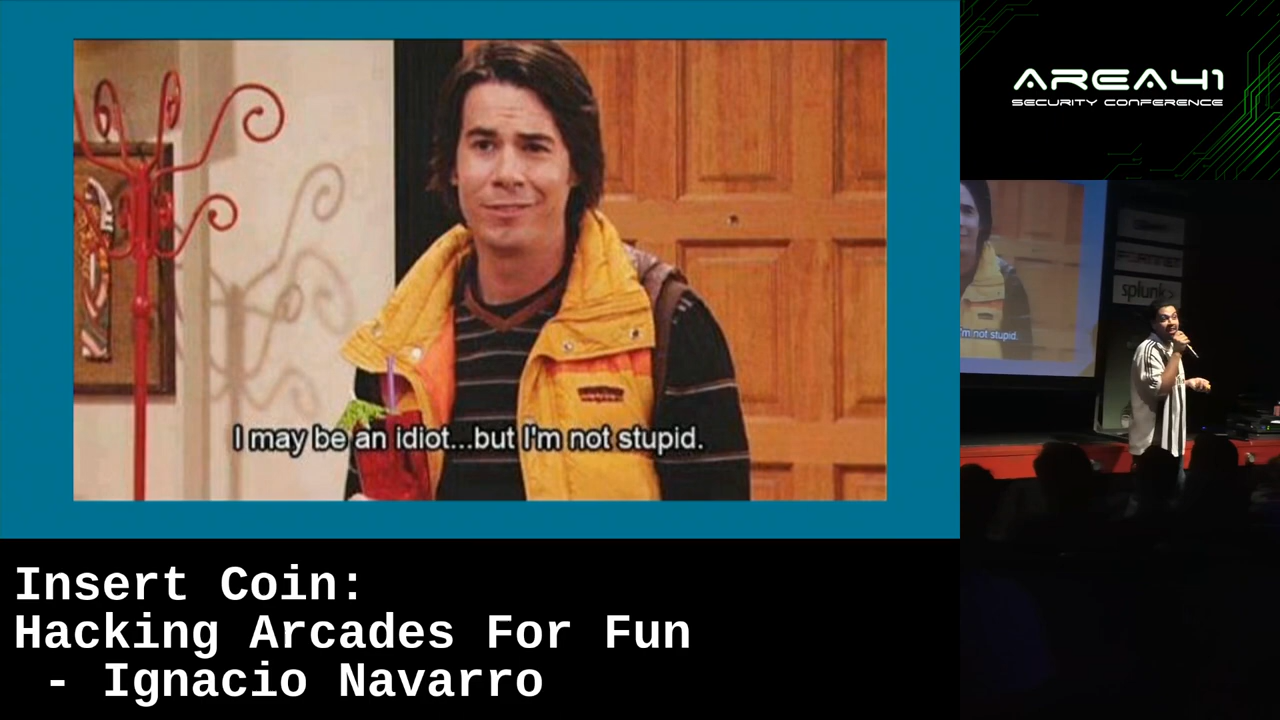 I may be an idiot...but I'm not stupid.
AREA41
SECURITY CONFERENCE
splunk>
I'm not stupid.
Insert Coin:
Hacking Arcades For Fun
- Ignacio Navarro